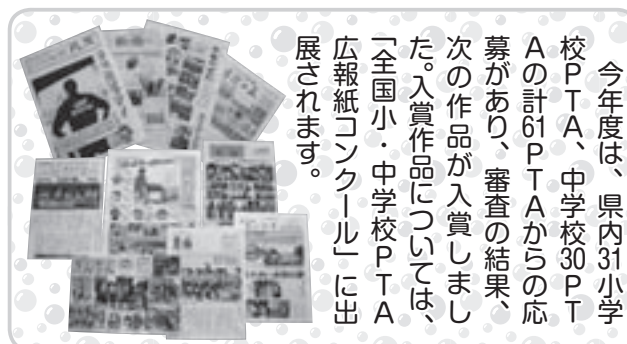 今年度は、県内31小学
校PTA、中学校30PT
Aの計61PTAからの応
募があり、審査の結果、
次の作品が入賞しまし
た。入賞作品については、
「全国小・中学校PTA
広報紙コンクール」に出
展されます。